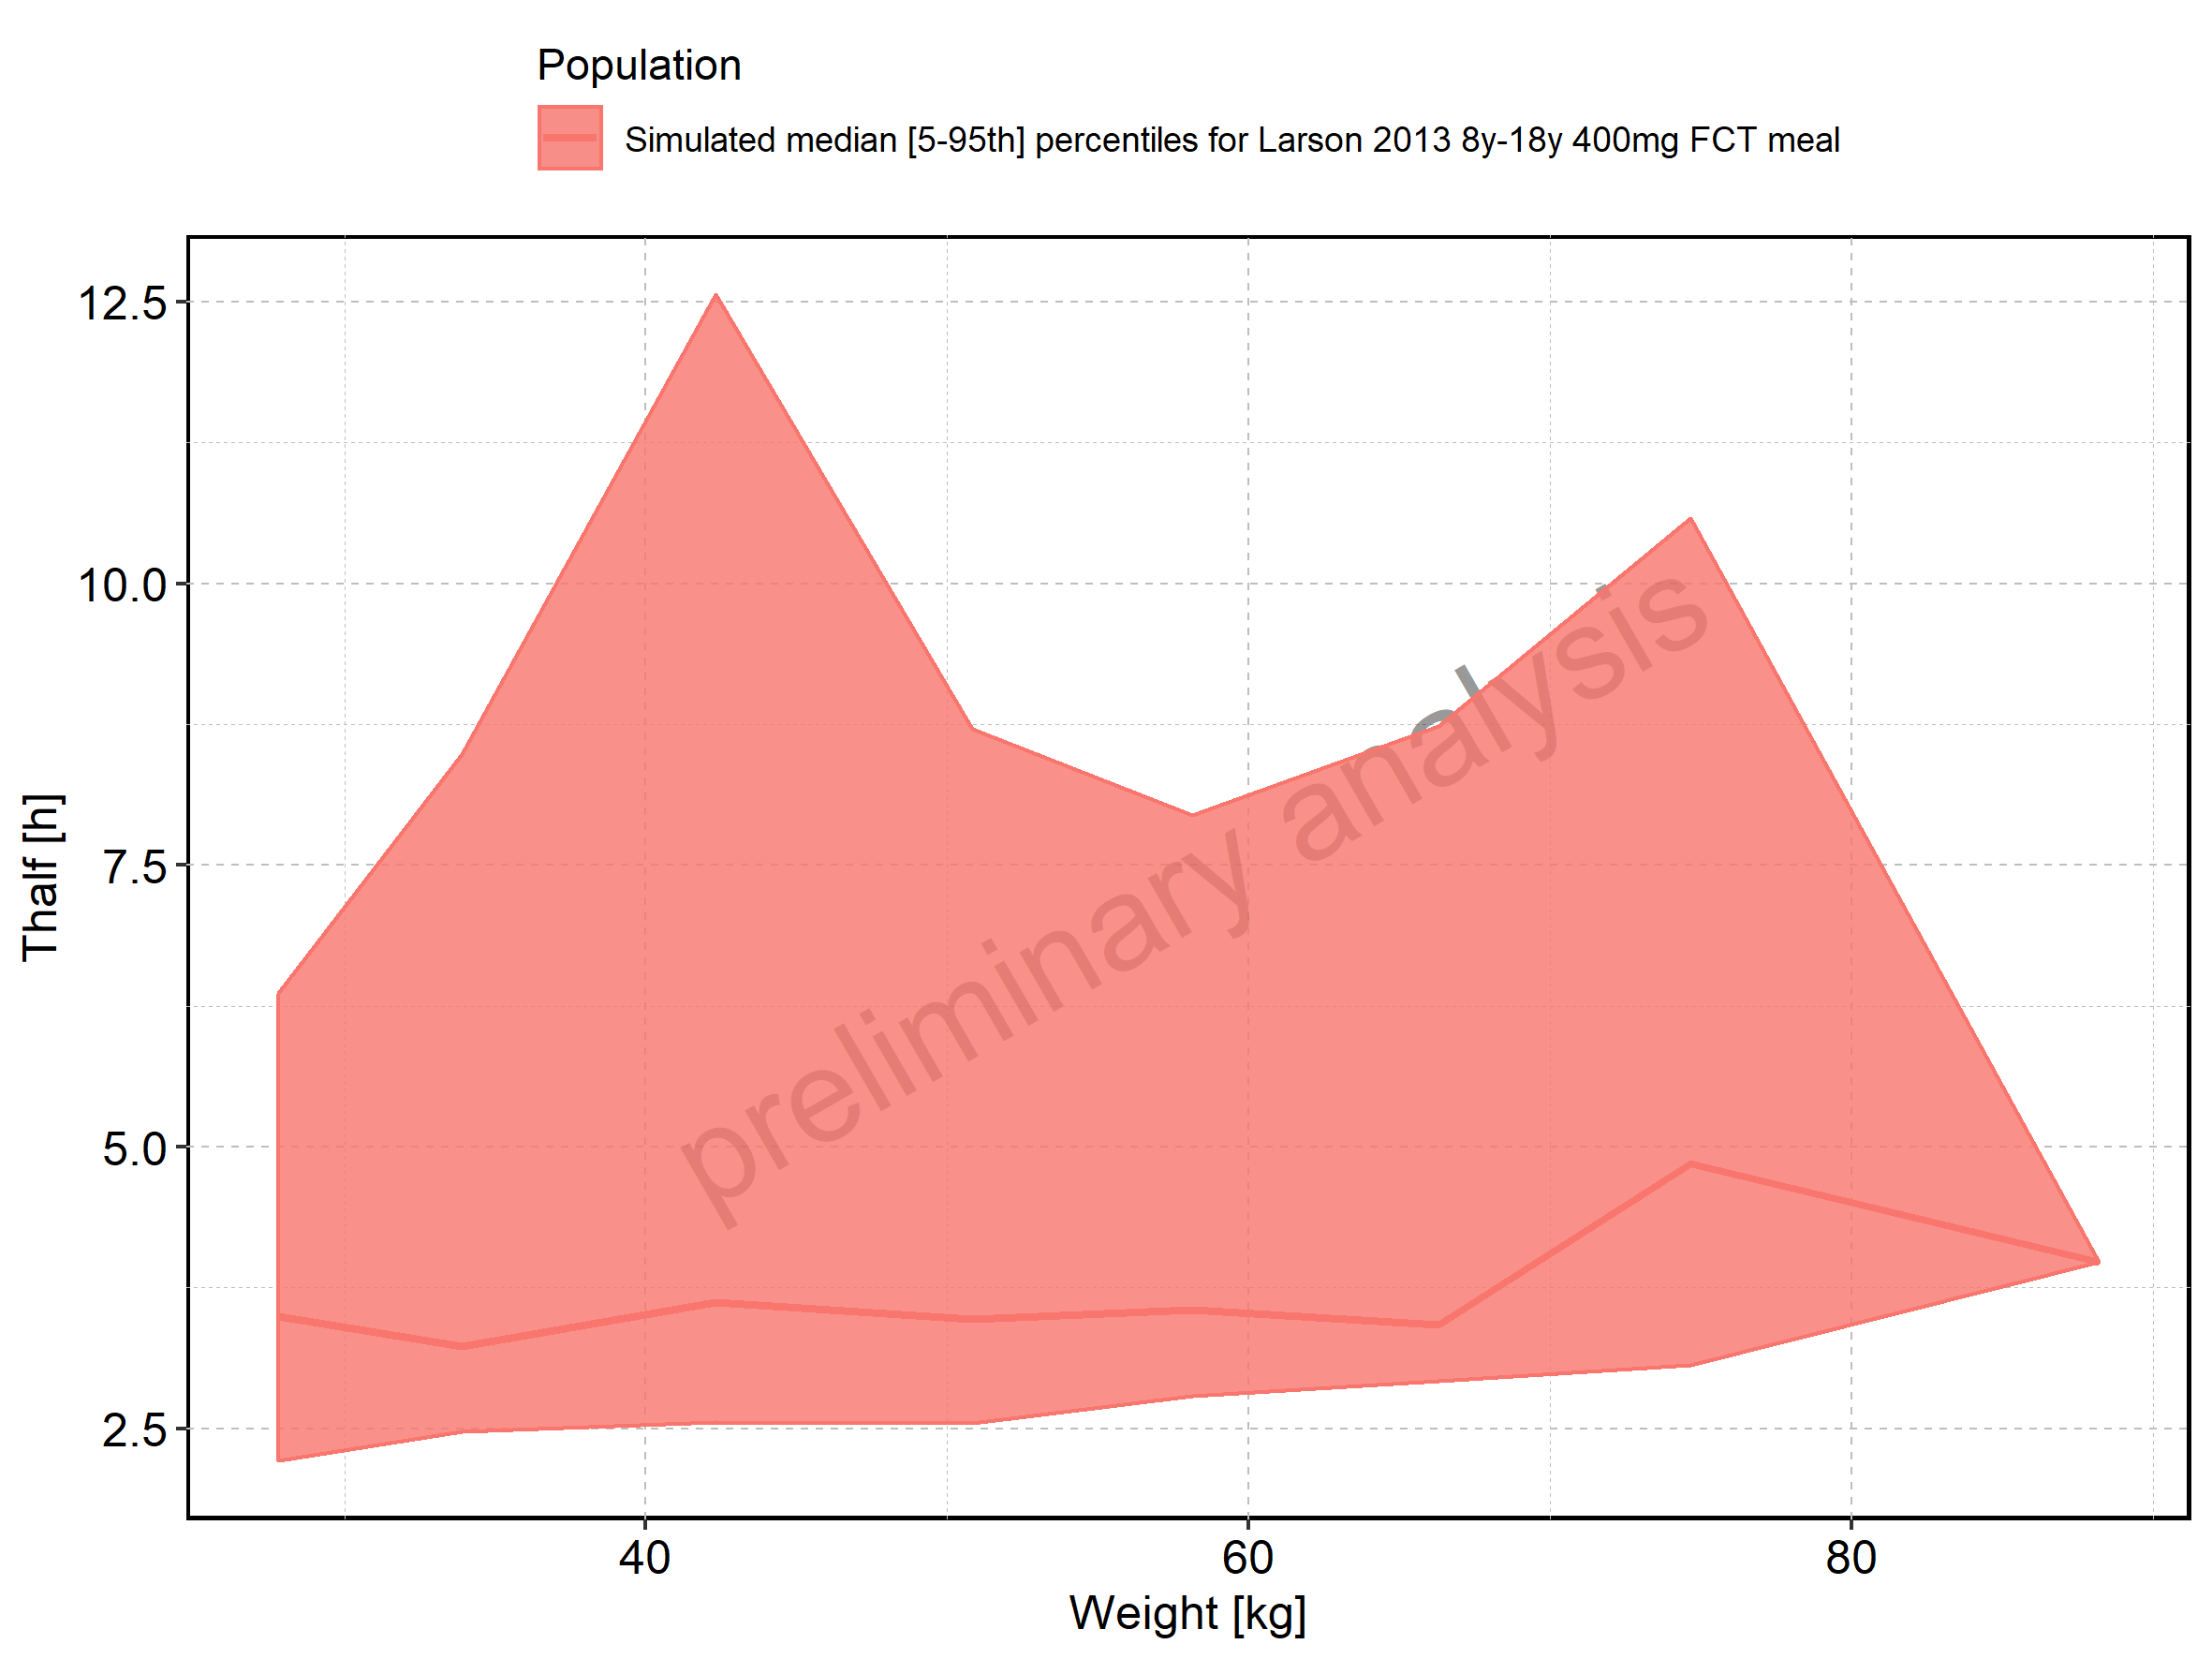 Population
Simulated median [5-95th] percentiles for Larson 2013 8y-18y 400mg FCT meal
12.5
10.0
7.5
5.0
2.5
Thalf [h]
preliminary analysis
40
60
80
Weight [kg]